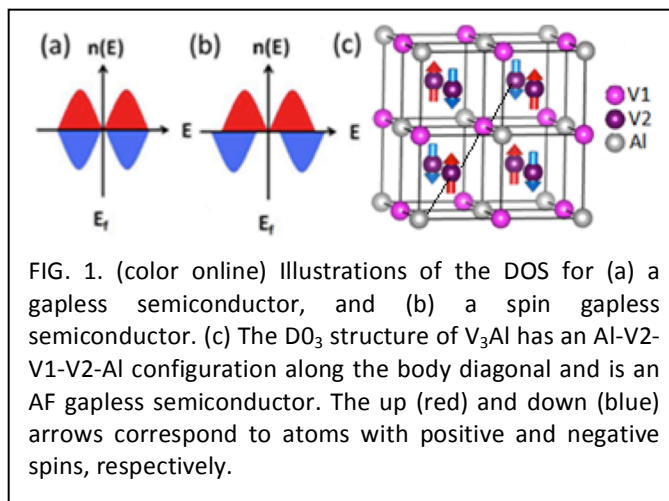 (a) n(E) (b) n(E) (c)
E E
E_f E_f
V1
V2
Al
FIG. 1. (color online) Illustrations of the DOS for (a) a
gapless semiconductor, and (b) a spin gapless
semiconductor. (c) The D0₃ structure of V₃Al has an Al-V2-
V1-V2-Al configuration along the body diagonal and is an
AF gapless semiconductor. The up (red) and down (blue)
arrows correspond to atoms with positive and negative
spins, respectively.